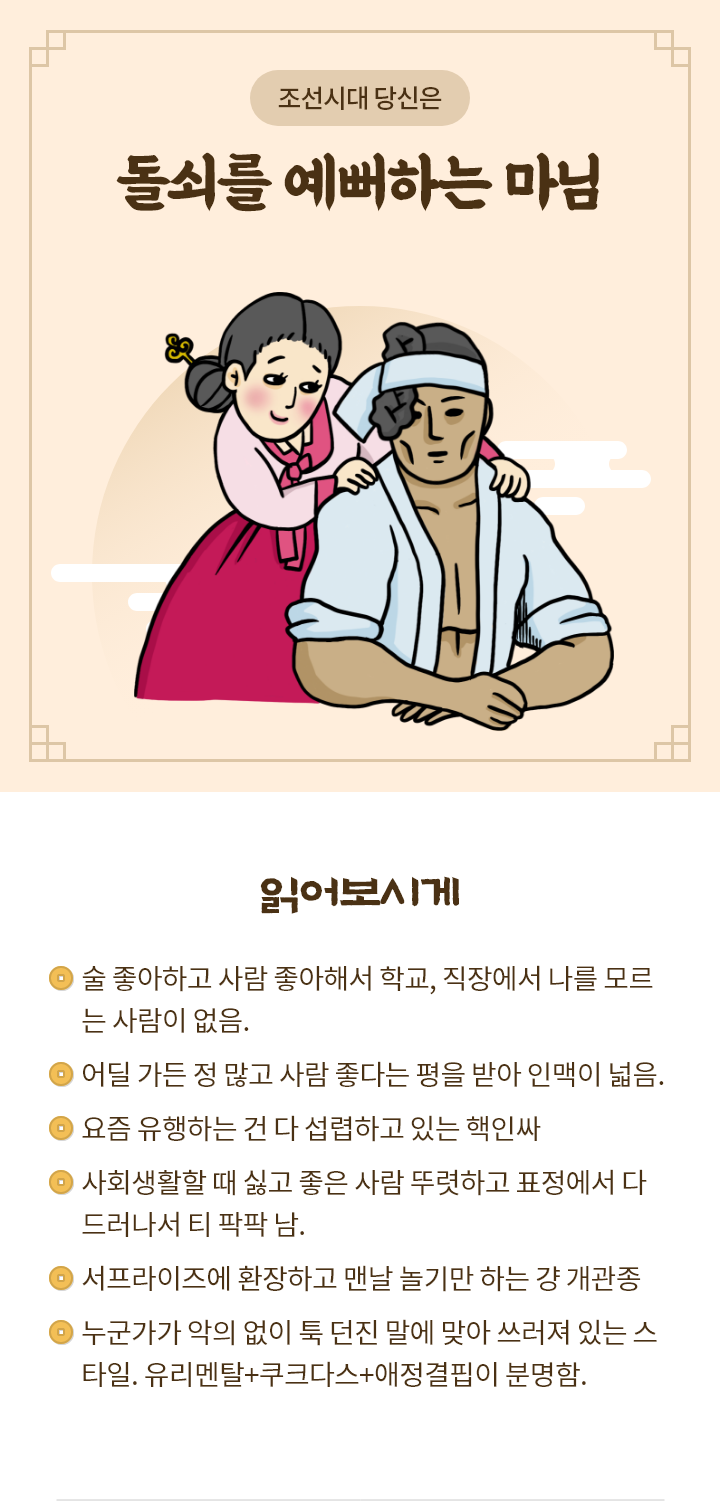 조선시대 당신은
돌쇠를 예뻐하는 마님
읽어보시게
술 좋아하고 사람 좋아해서 학교, 직장에서 나를 모르
는 사람이 없음.
어딜 가든 정 많고 사람 좋다는 평을 받아 인맥이 넓음.
요즘 유행하는 건 다 섭렵하고 있는 핵인싸
사회생활할 때 싫고 좋은 사람 뚜렷하고 표정에서 다
드러나서 티 팍팍 남.
서프라이즈에 환장하고 맨날 놀기만 하는 걍 개관종
누군가가 악의 없이 툭 던진 말에 맞아 쓰러져 있는 스
타일. 유리멘탈+쿠크다스+애정결핍이 분명함.